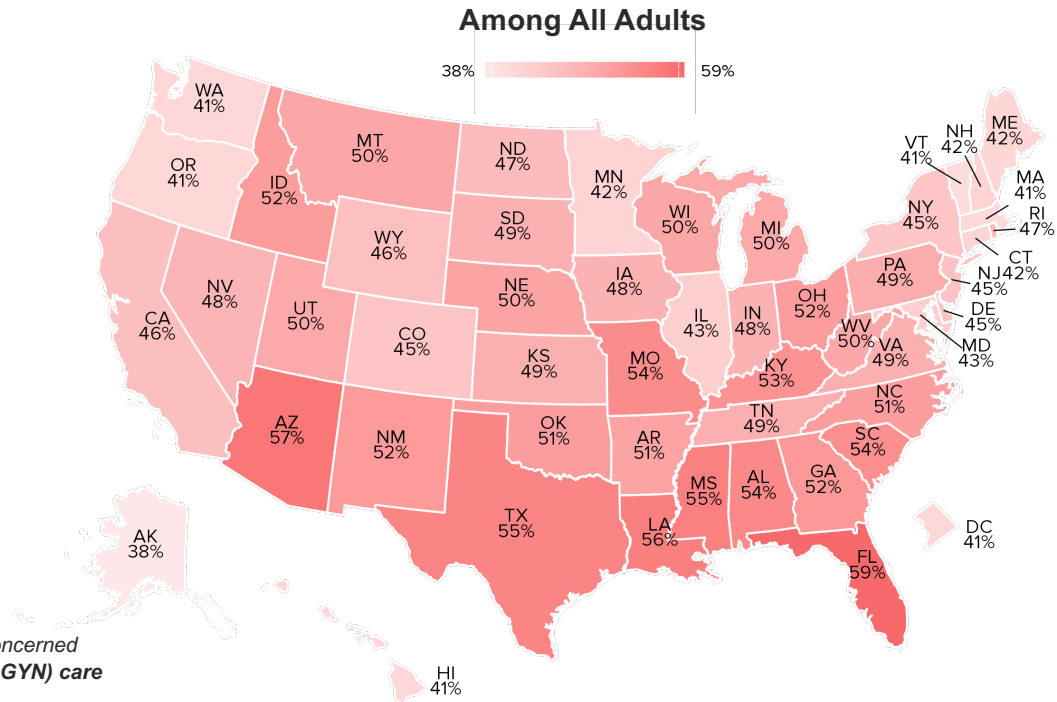 Among All Adults
38%
59%
WA
41%
OR
41%
ID
52%
MT
50%
ND
47%
MN
42%
WI
50%
MI
50%
VT
41%
NH
42%
ME
42%
MA
41%
RI
47%
NY
45%
CT
42%
NJ
45%
PA
49%
DE
45%
MD
43%
SD
49%
WY
46%
NV
48%
CA
46%
UT
50%
CO
45%
NE
50%
IA
48%
IL
43%
IN
48%
OH
52%
WV
50%
VA
49%
KY
53%
MO
54%
KS
49%
AZ
57%
NM
52%
OK
51%
AR
51%
TN
49%
NC
51%
SC
54%
GA
52%
AL
54%
MS
55%
LA
56%
TX
55%
FL
59%
DC
41%
AK
38%
HI
41%
ncerned
GYN) care